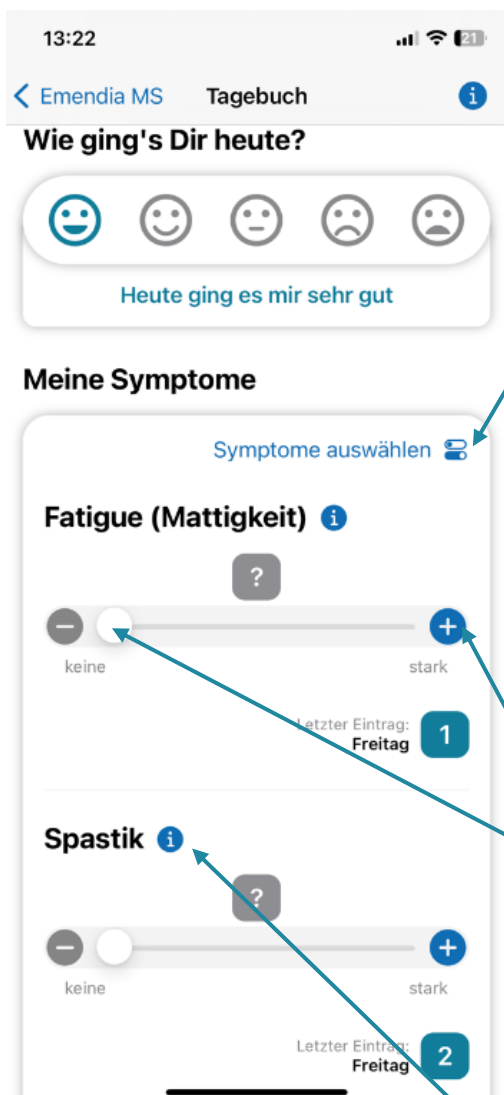 13:22
21
Emendia MS Tagebuch i
Wie ging's Dir heute?
Heute ging es mir sehr gut
Meine Symptome
Symptome auswählen
Fatigue (Mattigkeit) i
?
− +
keine stark
Letzter Eintrag:
Freitag 1
Spastik i
?
− +
keine stark
Letzter Eintrag:
Freitag 2